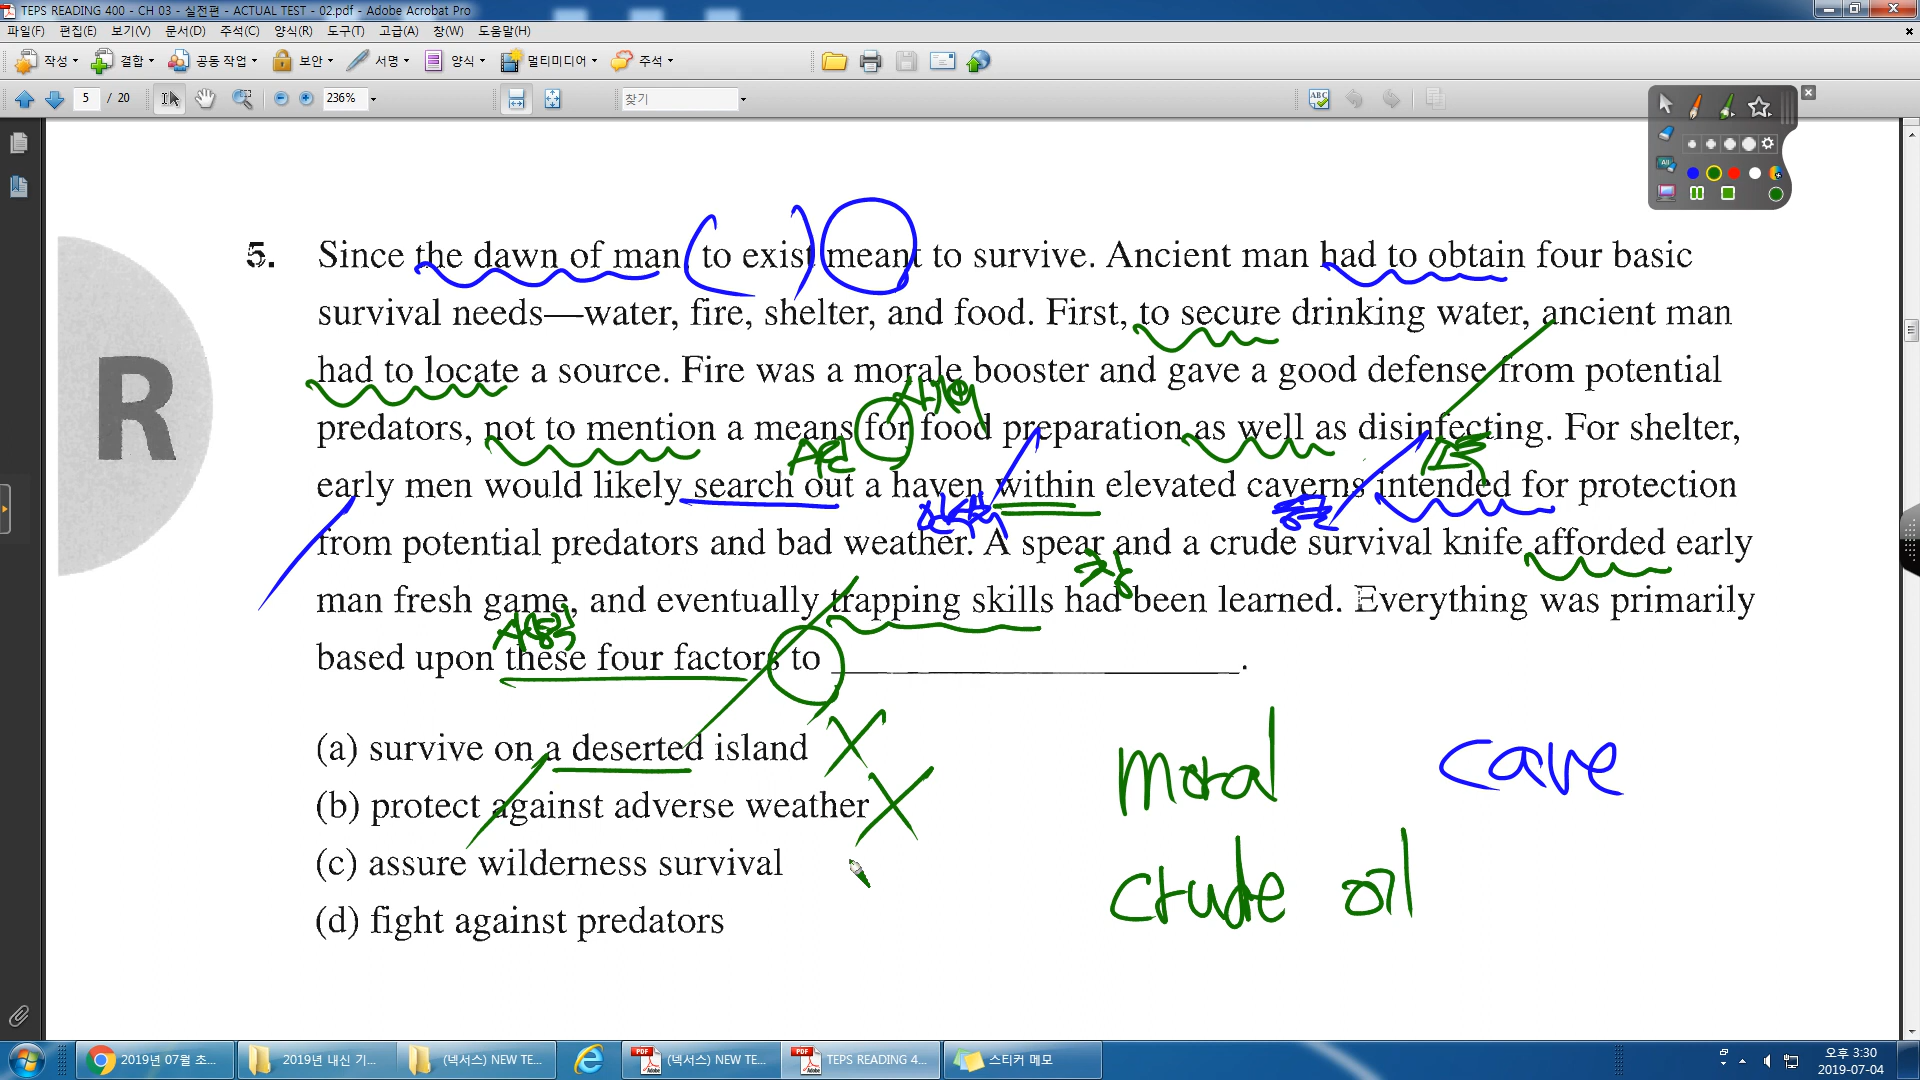 TEPS READING 400 - CH 03 - 실전편 - ACTUAL TEST - 02.pdf - Adobe Acrobat Pro
파일(F) 편집(E) 보기(V) 문서(D) 주석(C) 양식(R) 도구(T) 고급(A) 창(W) 도움말(H)
작성 결합 공동 작업 보안 서명 양식 멀티미디어 주석
5 / 20 236% 찾기
R
5. Since the dawn of man (to exist) meant to survive. Ancient man had to obtain four basic
survival needs—water, fire, shelter, and food. First, to secure drinking water, ancient man
had to locate a source. Fire was a morale booster and gave a good defense from potential
predators, not to mention a means for food preparation as well as disinfecting. For shelter,
early men would likely search out a haven within elevated caverns intended for protection
from potential predators and bad weather. A spear and a crude survival knife afforded early
man fresh game, and eventually trapping skills had been learned. Everything was primarily
based upon these four factors to ______.
(a) survive on a deserted island
(b) protect against adverse weather
(c) assure wilderness survival
(d) fight against predators
moral cave
crude oil
2019년 07월 초... 2019년 내신 기... (넥서스) NEW TE... (넥서스) NEW TE... TEPS READING 4... 스티커 메모
오후 3:30
2019-07-04